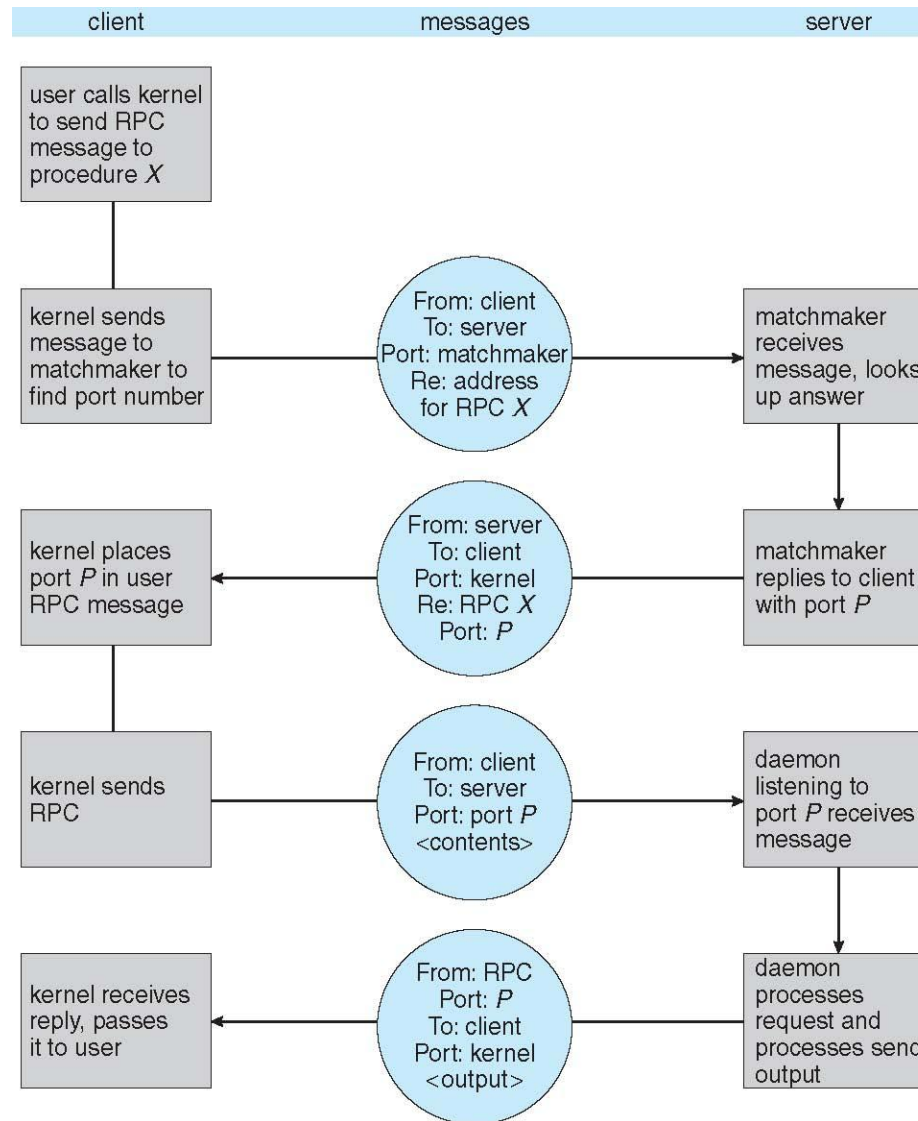 client messages server
user calls kernel
to send RPC
message to
procedure X
kernel sends
message to
matchmaker to
find port number
From: client
To: server
Port: matchmaker
Re: address
for RPC X
matchmaker
receives
message, looks
up answer
kernel places
port P in user
RPC message
From: server
To: client
Port: kernel
Re: RPC X
Port: P
matchmaker
replies to client
with port P
kernel sends
RPC
From: client
To: server
Port: port P
<contents>
daemon
listening to
port P receives
message
kernel receives
reply, passes
it to user
From: RPC
Port: P
To: client
Port: kernel
<output>
daemon
processes
request and
processes send
output